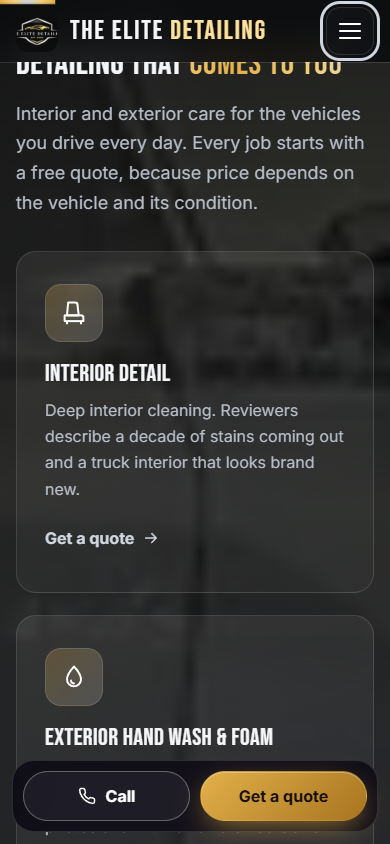 THE ELITE DETAILING
DETAILING THAT COMES TO YOU
Interior and exterior care for the vehicles
you drive every day. Every job starts with
a free quote, because price depends on
the vehicle and its condition.
INTERIOR DETAIL
Deep interior cleaning. Reviewers
describe a decade of stains coming out
and a truck interior that looks brand
new.
Get a quote →
EXTERIOR HAND WASH & FOAM
Call
Get a quote